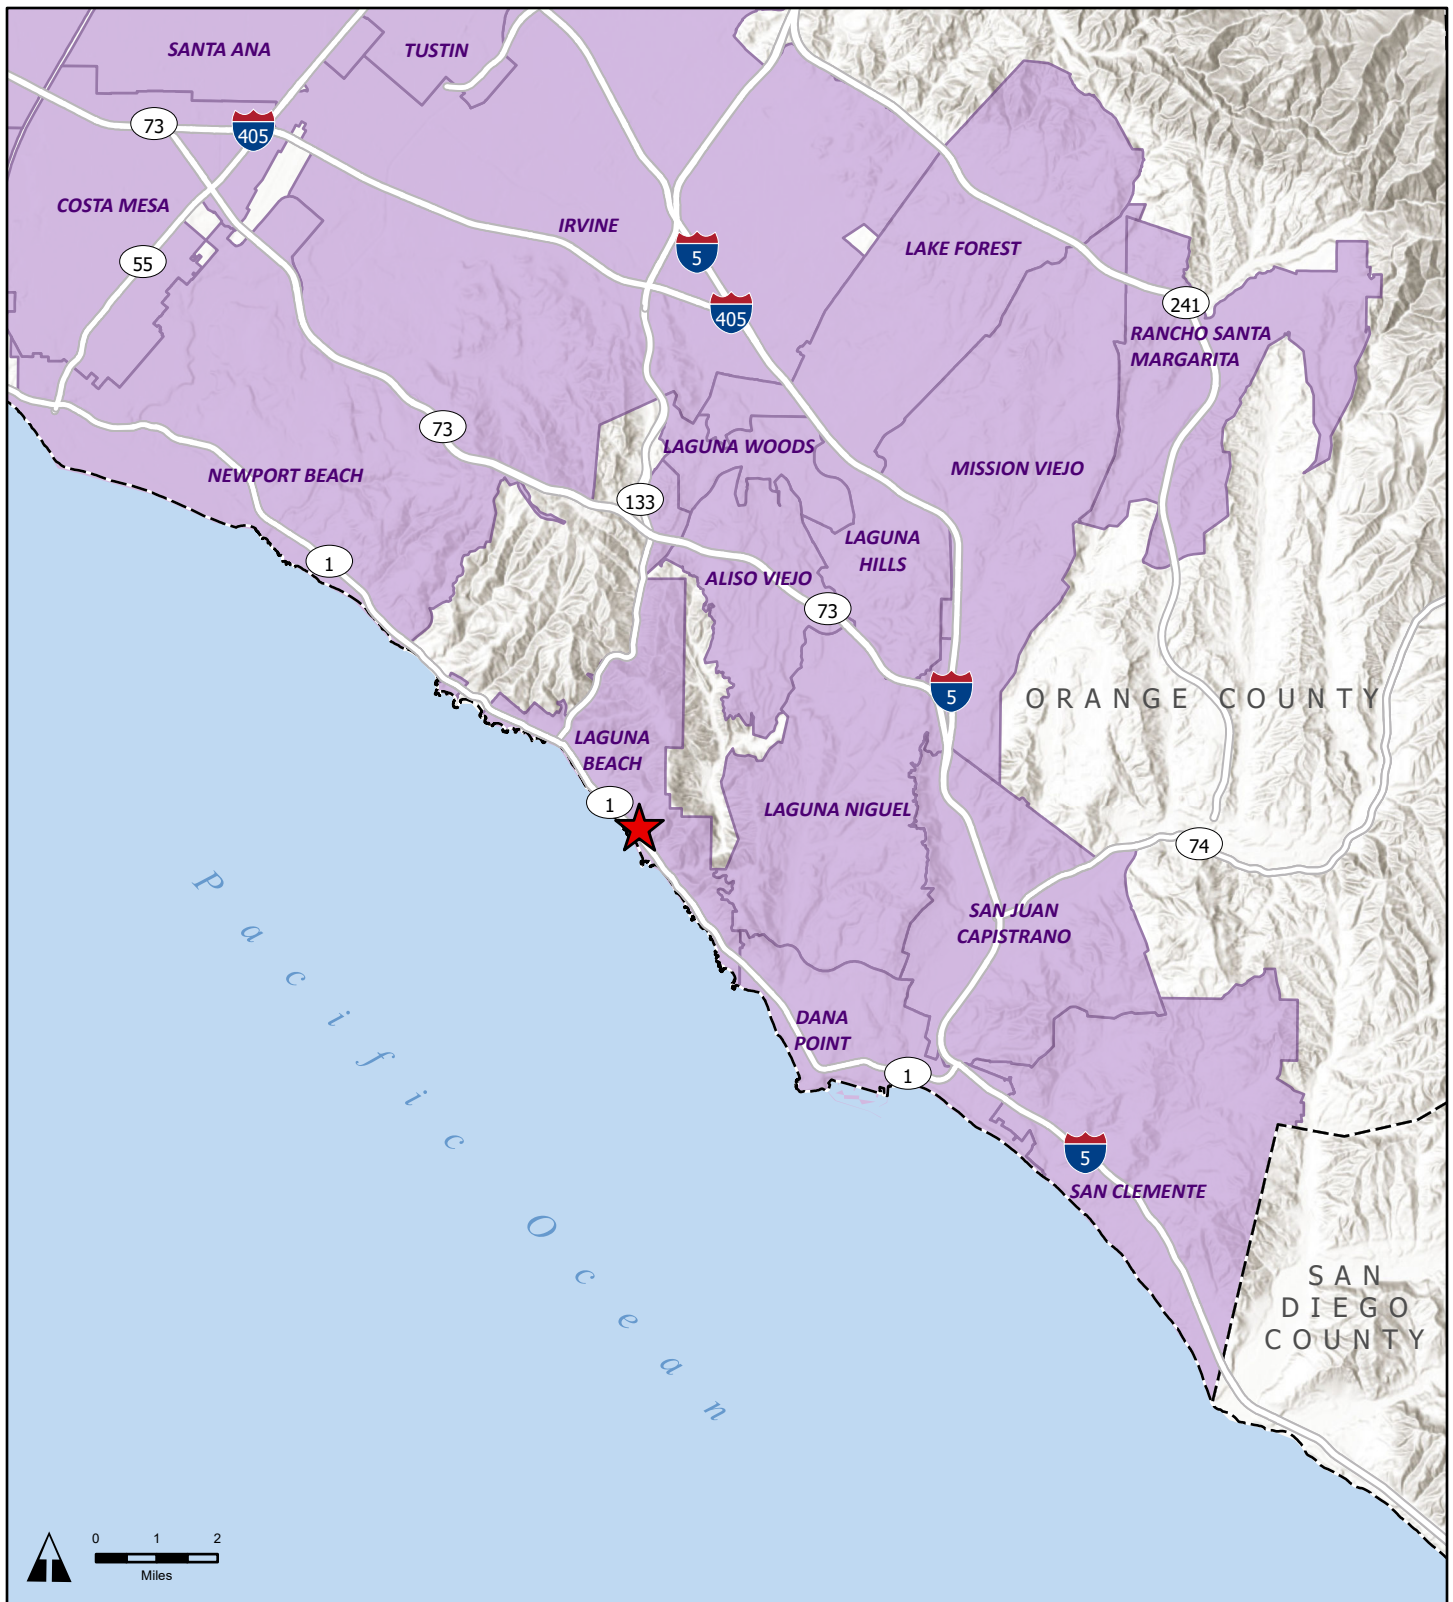 SANTA ANA
TUSTIN
73
405
COSTA MESA
IRVINE
55
5
LAKE FOREST
405
241
RANCHO SANTA
MARGARITA
73
LAGUNA WOODS
MISSION VIEJO
NEWPORT BEACH
133
LAGUNA
HILLS
1
ALISO VIEJO
73
5
ORANGE COUNTY
LAGUNA
BEACH
1
LAGUNA NIGUEL
74
Pacific Ocean
SAN JUAN
CAPISTRANO
DANA
POINT
1
5
SAN CLEMENTE
SAN
DIEGO
COUNTY
0 1 2
Miles